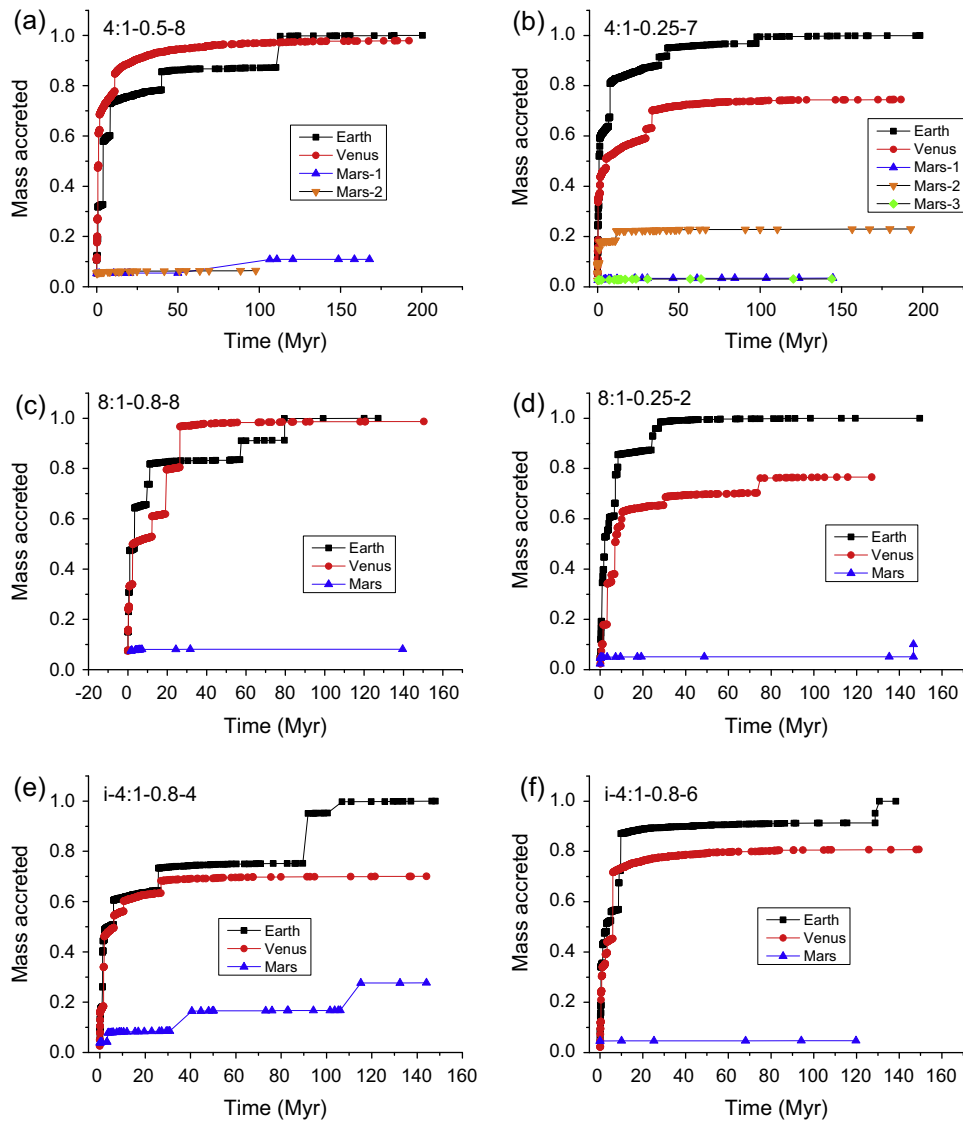 (a) 4:1-0.5-8
Mass accreted
1.0
0.8
0.6
0.4
0.2
0.0
Earth
Venus
Mars-1
Mars-2
0 50 100 150 200
Time (Myr)
(b) 4:1-0.25-7
Mass accreted
1.0
0.8
0.6
0.4
0.2
0.0
Earth
Venus
Mars-1
Mars-2
Mars-3
0 50 100 150 200
Time (Myr)
(c) 8:1-0.8-8
Mass accreted
1.0
0.8
0.6
0.4
0.2
0.0
Earth
Venus
Mars
-20 0 20 40 60 80 100 120 140 160
Time (Myr)
(d) 8:1-0.25-2
Mass accreted
1.0
0.8
0.6
0.4
0.2
0.0
Earth
Venus
Mars
0 20 40 60 80 100 120 140 160
Time (Myr)
(e) i-4:1-0.8-4
Mass accreted
1.0
0.8
0.6
0.4
0.2
0.0
Earth
Venus
Mars
0 20 40 60 80 100 120 140 160
Time (Myr)
(f) i-4:1-0.8-6
Mass accreted
1.0
0.8
0.6
0.4
0.2
0.0
Earth
Venus
Mars
0 20 40 60 80 100 120 140 160
Time (Myr)